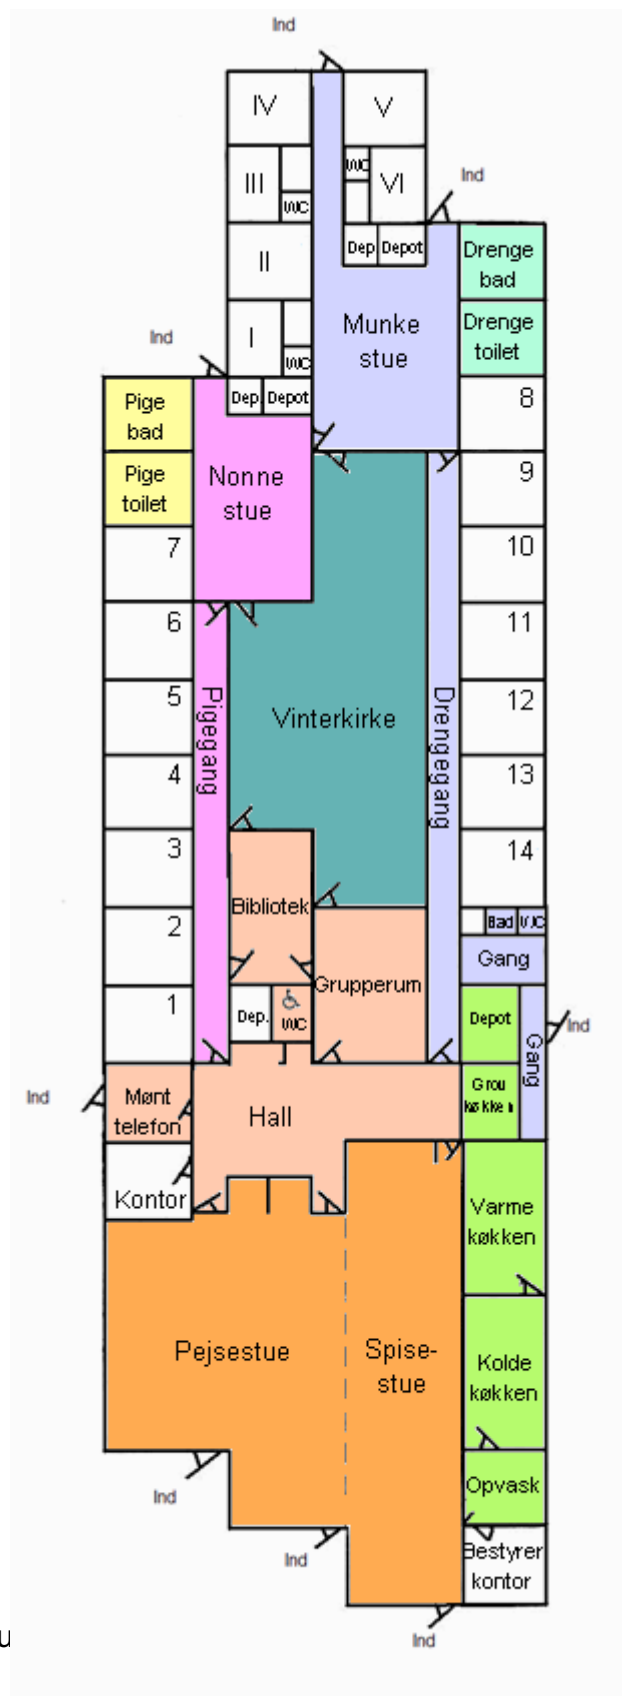 Ind
IV
V
III
WC
VI
Ind
WC
Dep
Depot
Drenge
bad
II
Munke
stue
Drenge
toilet
I
Ind
WC
Dep.
Depot
8
Pige
bad
Nonne
stue
9
Pige
toilet
7
10
6
11
5
Pigegang
Vinterkirke
Drengegang
12
4
13
3
14
Bibliotek
2
Bad
WC
Gang
Grupperum
1
Dep.
WC
Depot
Gang
Ind
Ind
Mønt
telefon
Hall
Grov
køkken
Kontor
Varme
køkken
Pejsestue
Spise-
stue
Kolde
køkken
Opvask
Ind
Ind
Bestyrer
kontor
Ind
u